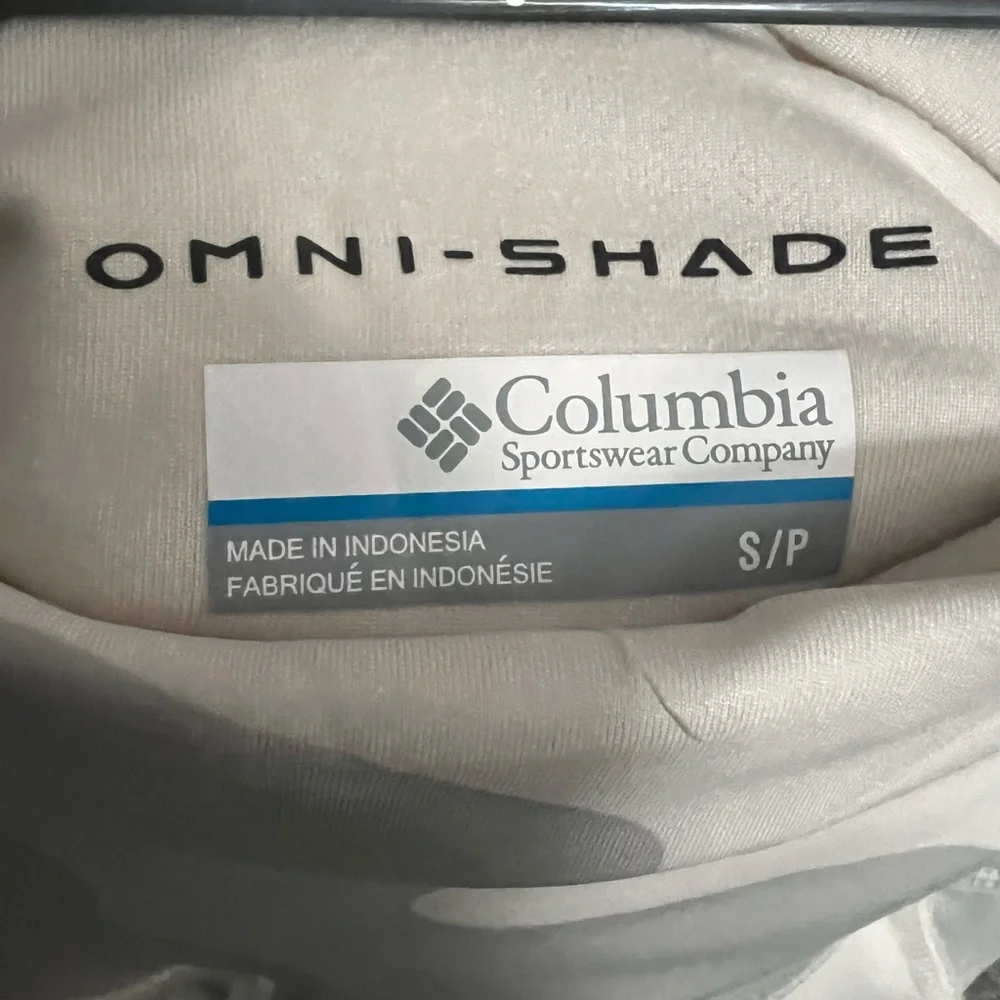 OMNI-SHADE
Columbia
Sportswear Company
MADE IN INDONESIA
FABRIQUÉ EN INDONÉSIE
S/P